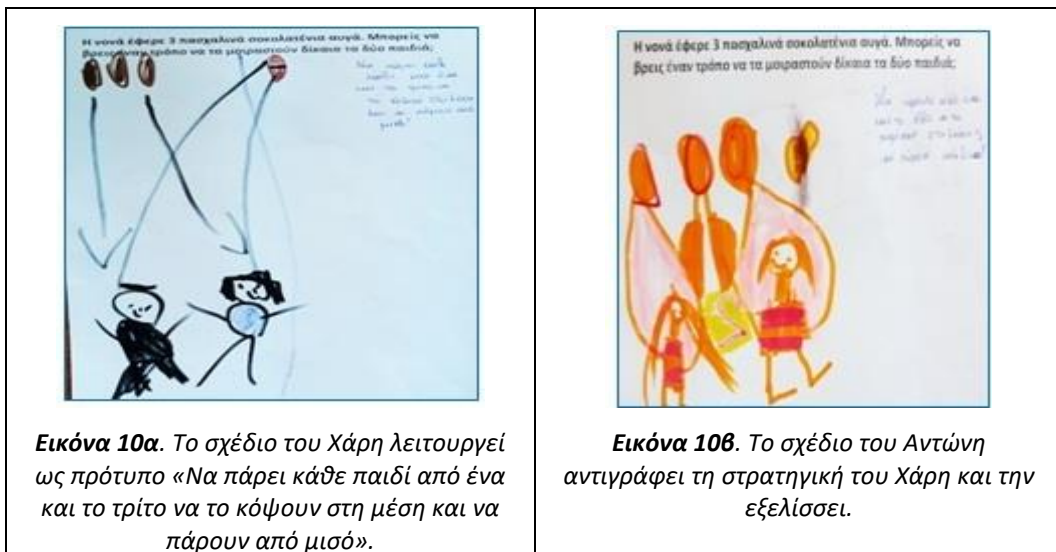 Η νονά έφερε 3 πασχαλινά σοκολατένια αυγά. Μπορείς να
βρεις έναν τρόπο να τα μοιραστούν δίκαια τα δύο παιδιά;
Η νονά έφερε 3 πασχαλινά σοκολατένια αυγά. Μπορείς να
βρεις έναν τρόπο να τα μοιραστούν δίκαια τα δύο παιδιά;
Εικόνα 10α. Το σχέδιο του Χάρη λειτουργεί
ως πρότυπο «Να πάρει κάθε παιδί από ένα
και το τρίτο να το κόψουν στη μέση και να
πάρουν από μισό».
Εικόνα 10β. Το σχέδιο του Αντώνη
αντιγράφει τη στρατηγική του Χάρη και την
εξελίσσει.